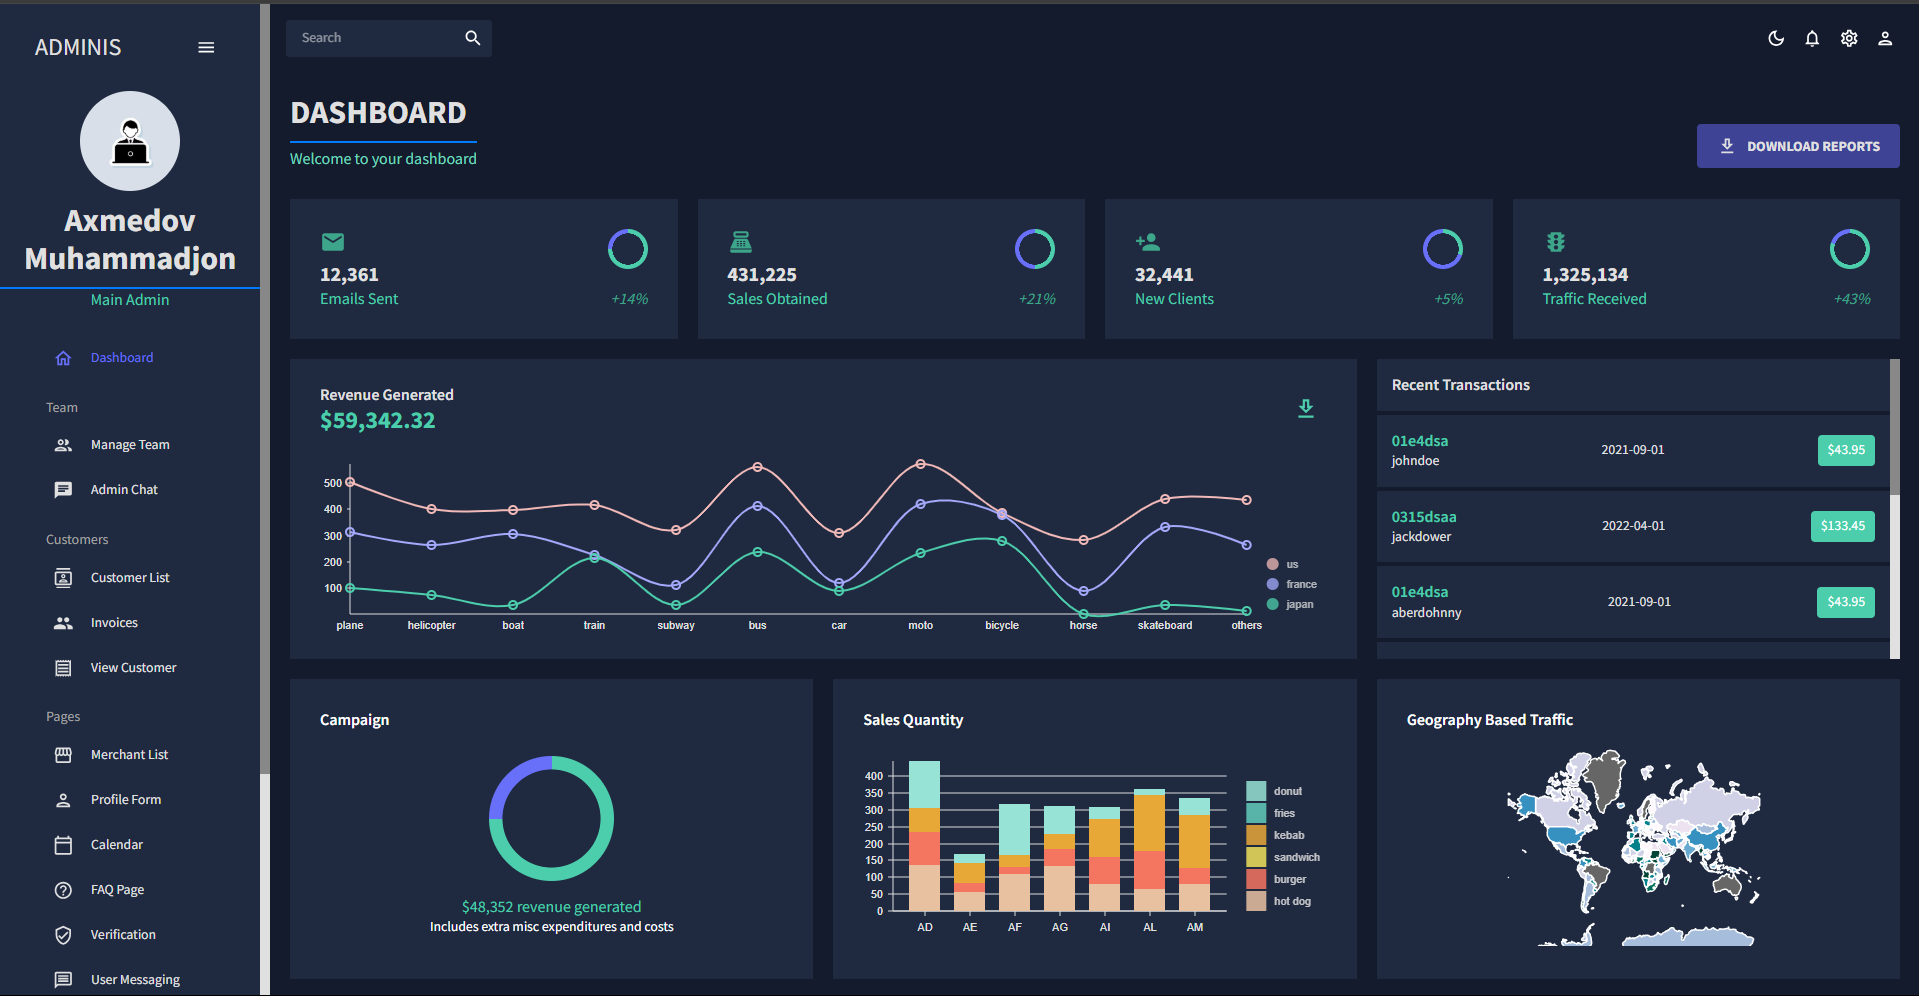 ADMINIS
Search
Axmedov
Muhammadjon
Main Admin
Dashboard
Team
Manage Team
Admin Chat
Customers
Customer List
Invoices
View Customer
Pages
Merchant List
Profile Form
Calendar
FAQ Page
Verification
User Messaging
DASHBOARD
Welcome to your dashboard
DOWNLOAD REPORTS
12,361
Emails Sent
+14%
431,225
Sales Obtained
+21%
32,441
New Clients
+5%
1,325,134
Traffic Received
+43%
Revenue Generated
$59,342.32
500
400
300
200
100
plane helicopter boat train subway bus car moto bicycle horse skateboard others
us
france
japan
Recent Transactions
01e4dsa
johndoe
2021-09-01
$43.95
0315dsaa
jackdower
2022-04-01
$133.45
01e4dsa
aberdohnny
2021-09-01
$43.95
Campaign
$48,352 revenue generated
Includes extra misc expenditures and costs
Sales Quantity
400
350
300
250
200
150
100
50
0
AD AE AF AG AI AL AM
donut
fries
kebab
sandwich
burger
hot dog
Geography Based Traffic